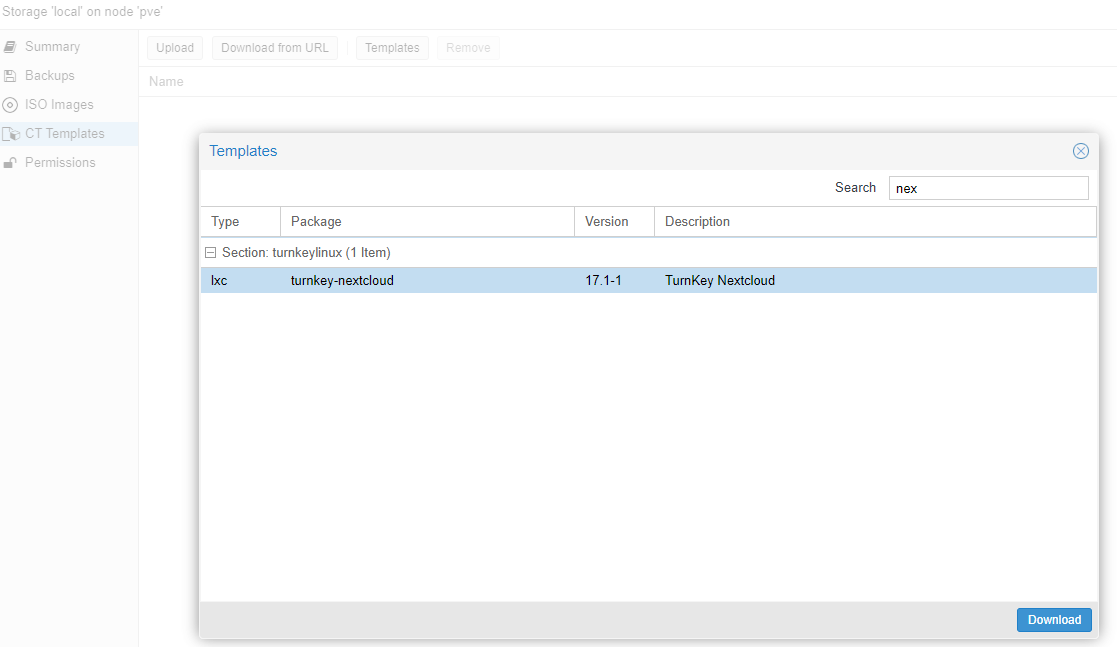 Storage 'local' on node 'pve'
Summary
Backups
ISO Images
CT Templates
Permissions
Upload Download from URL Templates Remove
Name
Templates
Search nex
Type Package Version Description
Section: turnkeylinux (1 Item)
lxc turnkey-nextcloud 17.1-1 TurnKey Nextcloud
Download